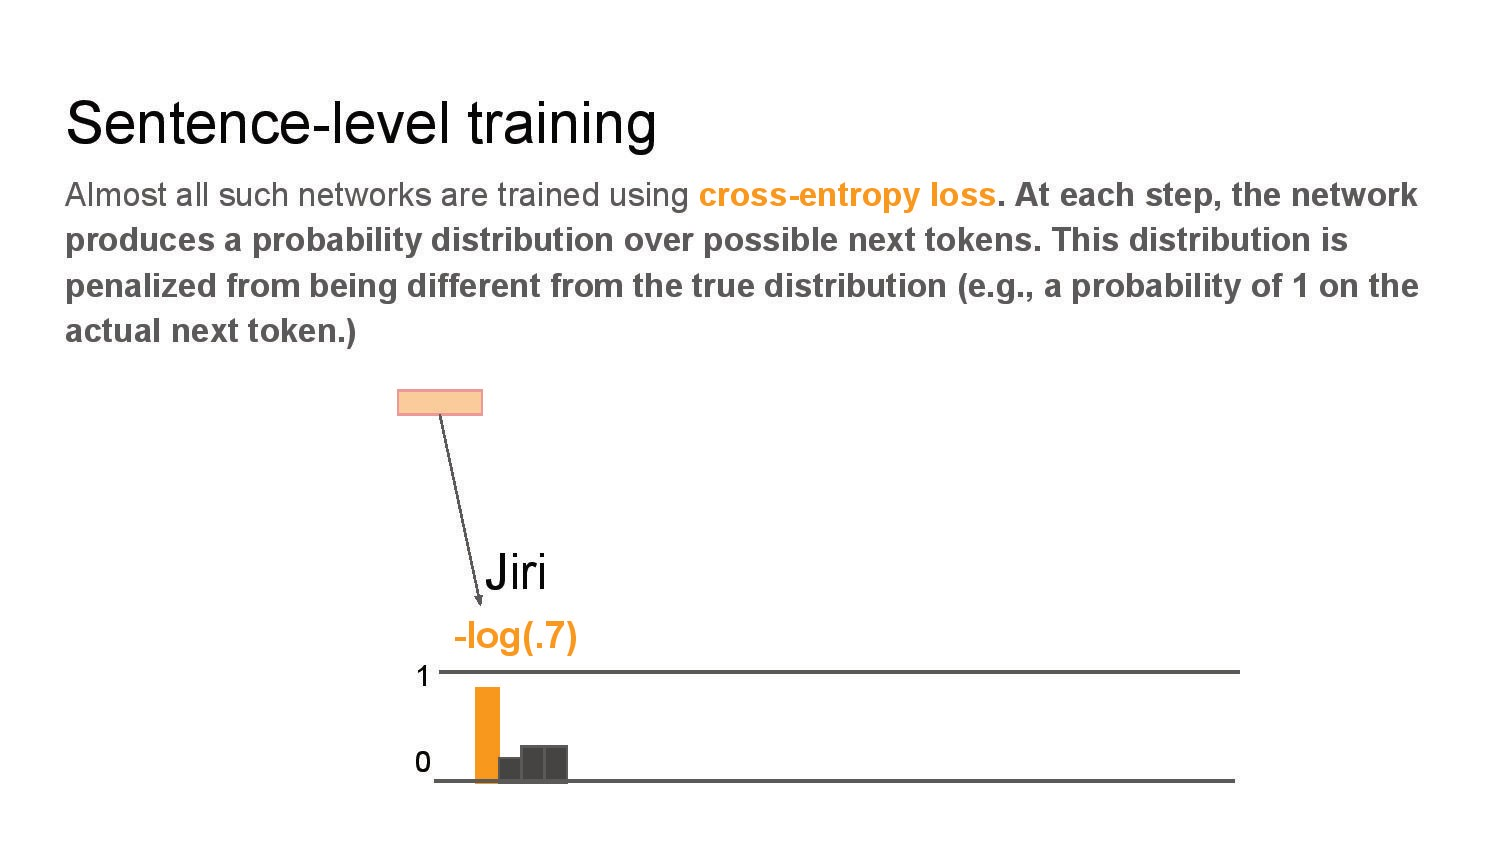 Sentence-level training
Almost all such networks are trained using cross-entropy loss. At each step, the network
produces a probability distribution over possible next tokens. This distribution is
penalized from being different from the true distribution (e.g., a probability of 1 on the
actual next token.)
Jiri
-log(.7)
1
0